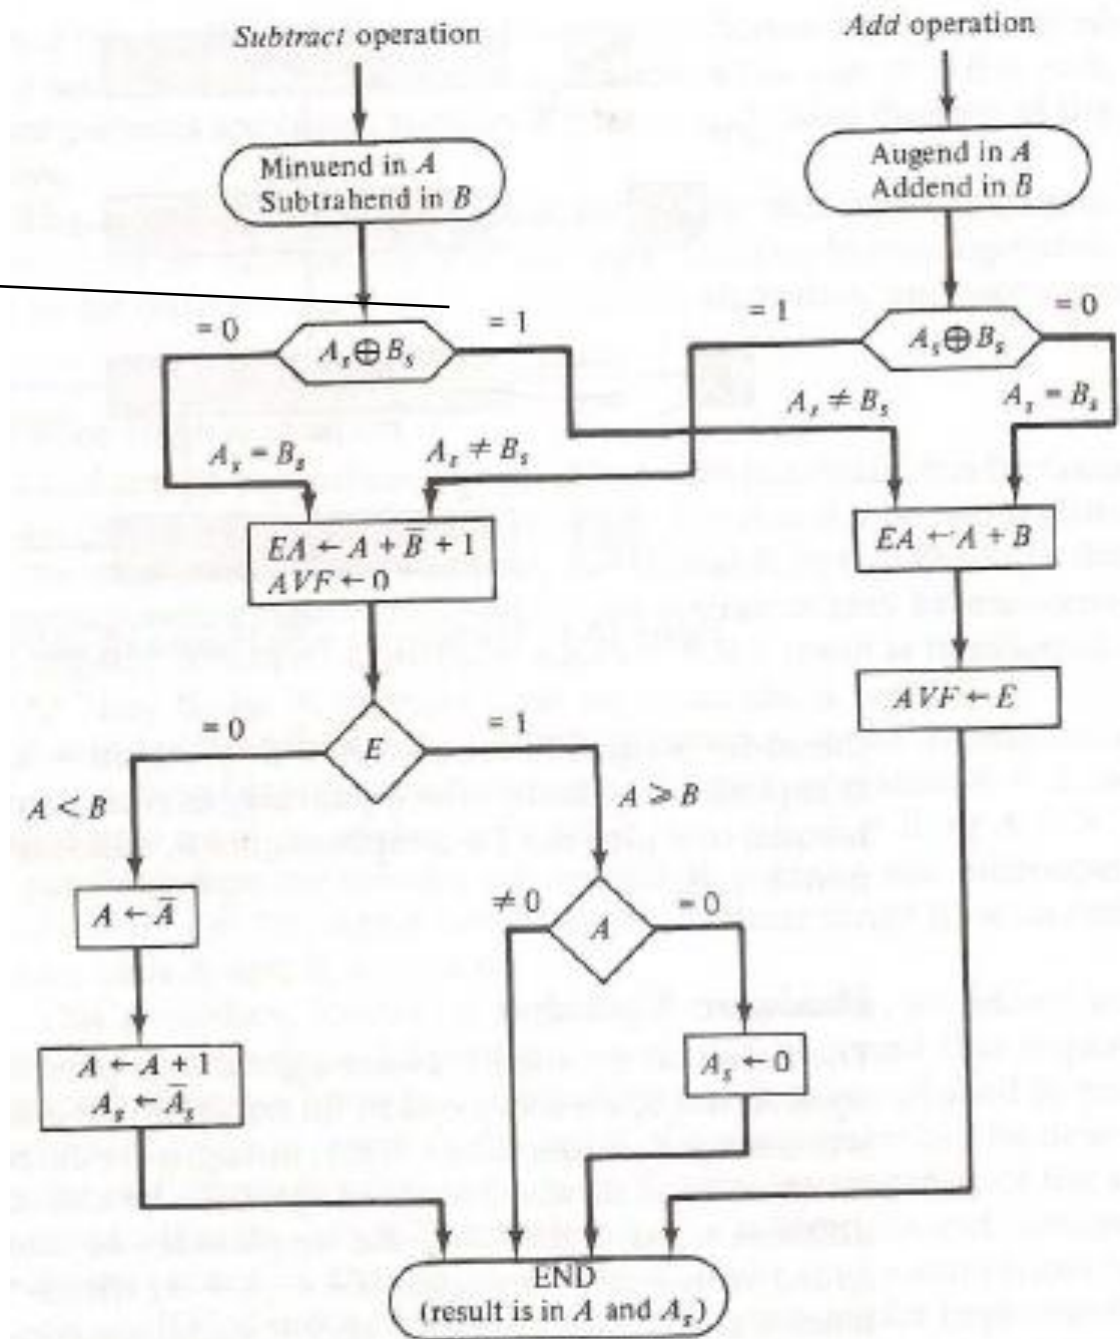 Subtract operation
Add operation
Minuend in A
Subtrahend in B
Augend in A
Addend in B
= 0
A_s ⊕ B_s
= 1
= 1
A_s ⊕ B_s
= 0
A_s = B_s
A_s ≠ B_s
A_s ≠ B_s
A_s = B_s
EA ← A + B̅ + 1
AVF ← 0
EA ← A + B
AVF ← E
= 0
E
= 1
A < B
A ⩾ B
A ← A̅
≠ 0
A
= 0
A ← A + 1
A_s ← A̅_s
A_s ← 0
END
(result is in A and A_s)